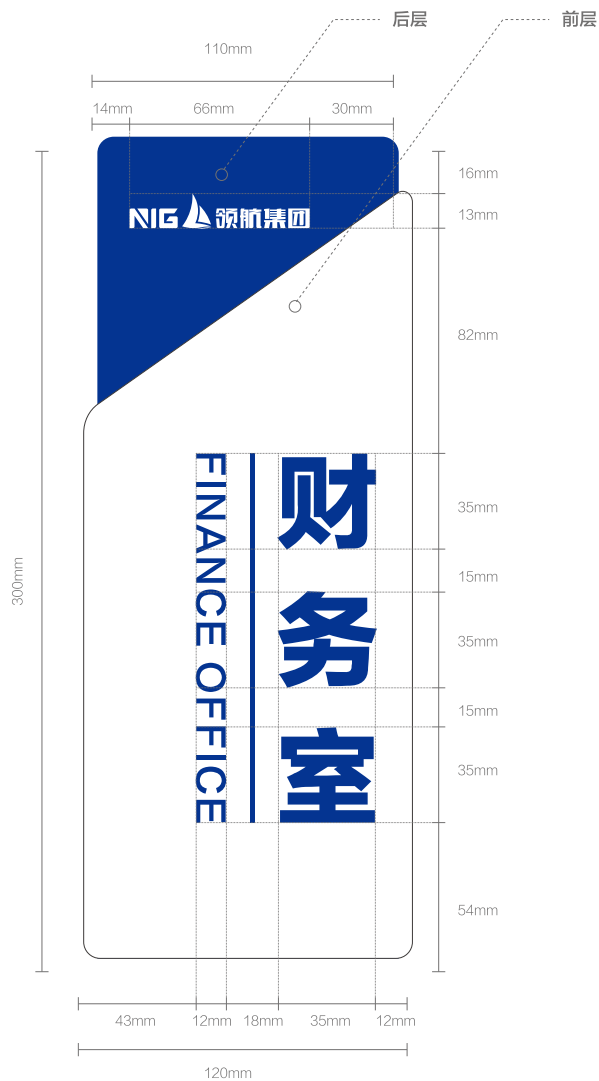 后层
前层
110mm
14mm
66mm
30mm
16mm
NIG 领航集团
13mm
82mm
财务室
FINANCE OFFICE
35mm
15mm
35mm
15mm
35mm
300mm
54mm
43mm
12mm
18mm
35mm
12mm
120mm